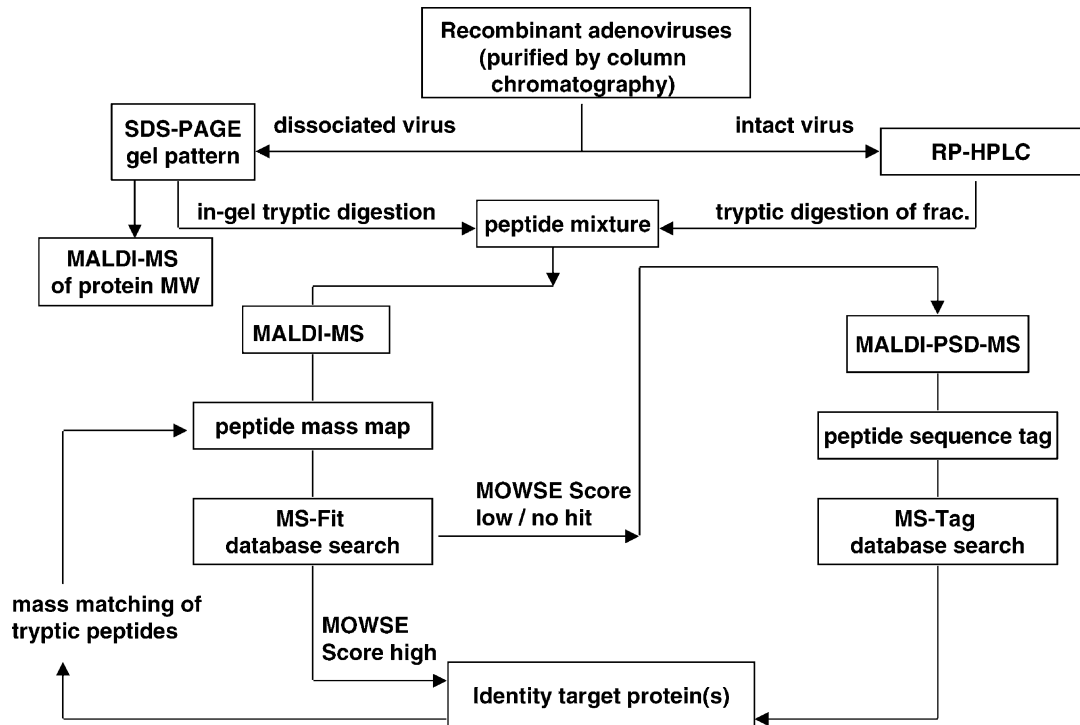 Recombinant adenoviruses
(purified by column
chromatography)
SDS-PAGE
gel pattern
dissociated virus
intact virus
RP-HPLC
in-gel tryptic digestion
peptide mixture
tryptic digestion of frac.
MALDI-MS
of protein MW
MALDI-MS
MALDI-PSD-MS
peptide mass map
peptide sequence tag
MS-Fit
database search
MOWSE Score
low / no hit
MS-Tag
database search
mass matching of
tryptic peptides
MOWSE
Score high
Identity target protein(s)